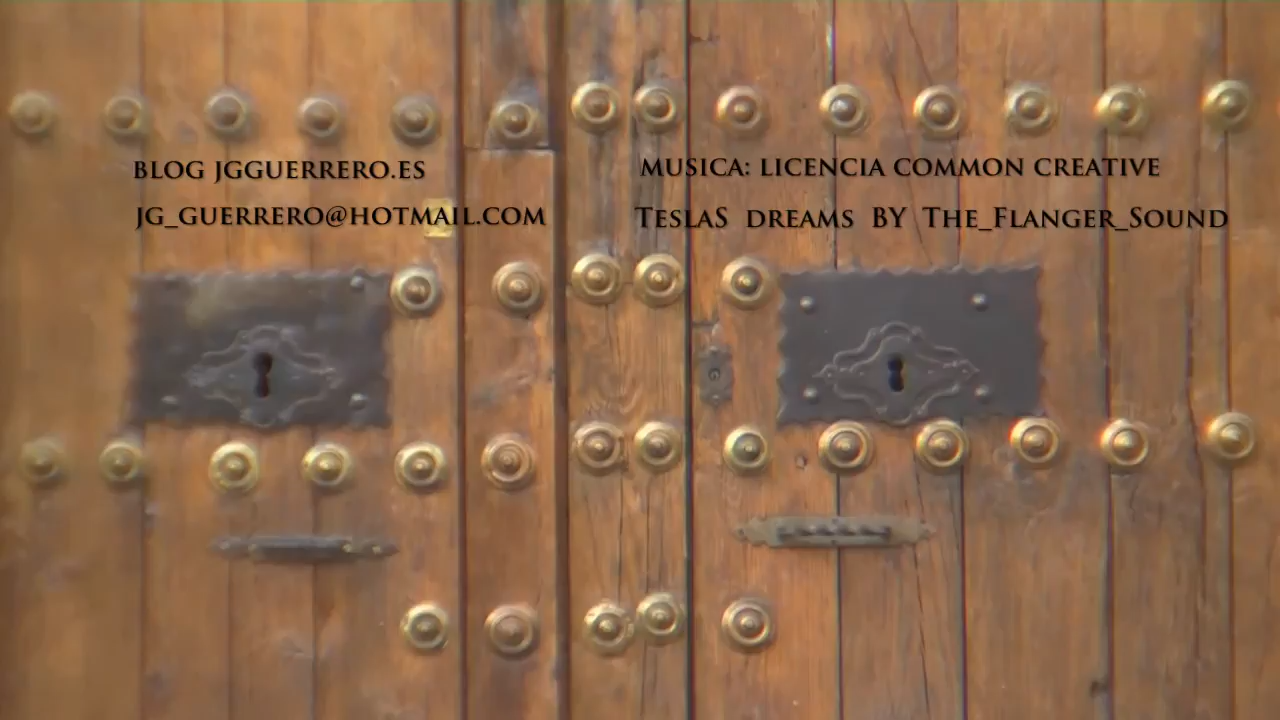 BLOG JGGUERRERO.ES
JG_GUERRERO@HOTMAIL.COM
MUSICA: LICENCIA COMMON CREATIVE
TESLAS DREAMS BY THE_FLANGER_SOUND